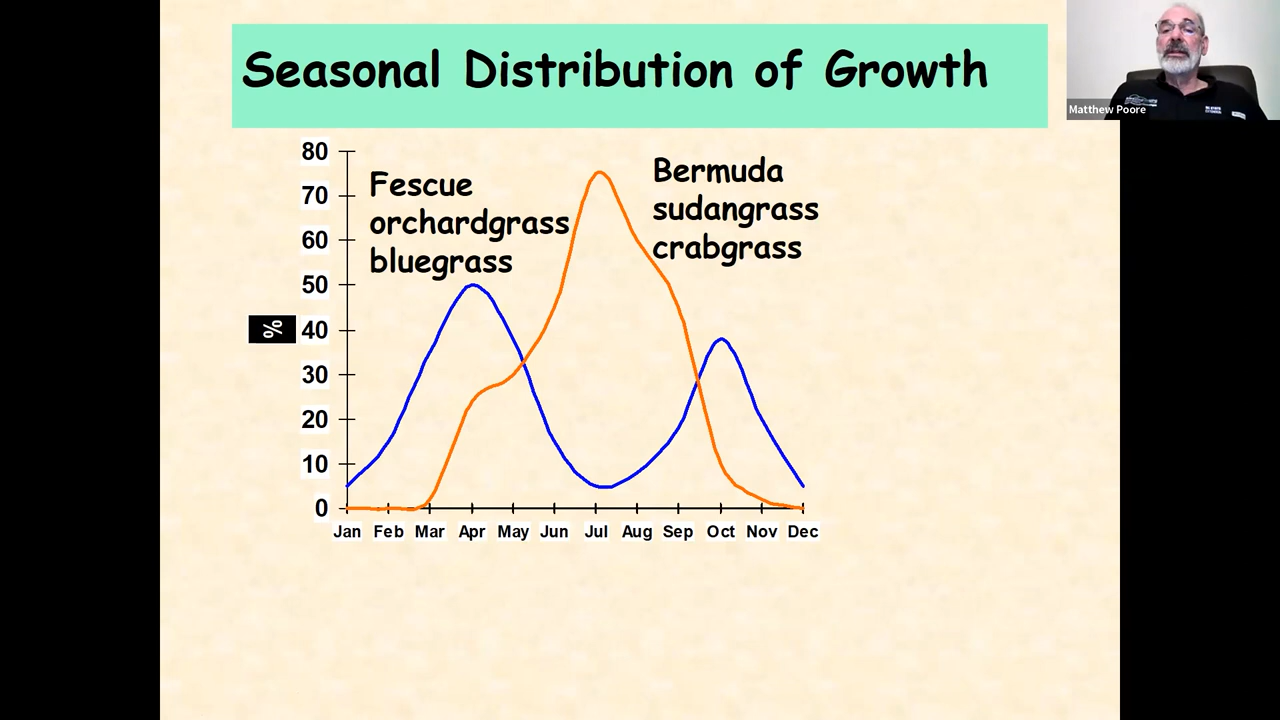 Seasonal Distribution of Growth
Matthew Poore
Fescue
orchardgrass
bluegrass
Bermuda
sudangrass
crabgrass
%
80
70
60
50
40
30
20
10
0
Jan Feb Mar Apr May Jun Jul Aug Sep Oct Nov Dec